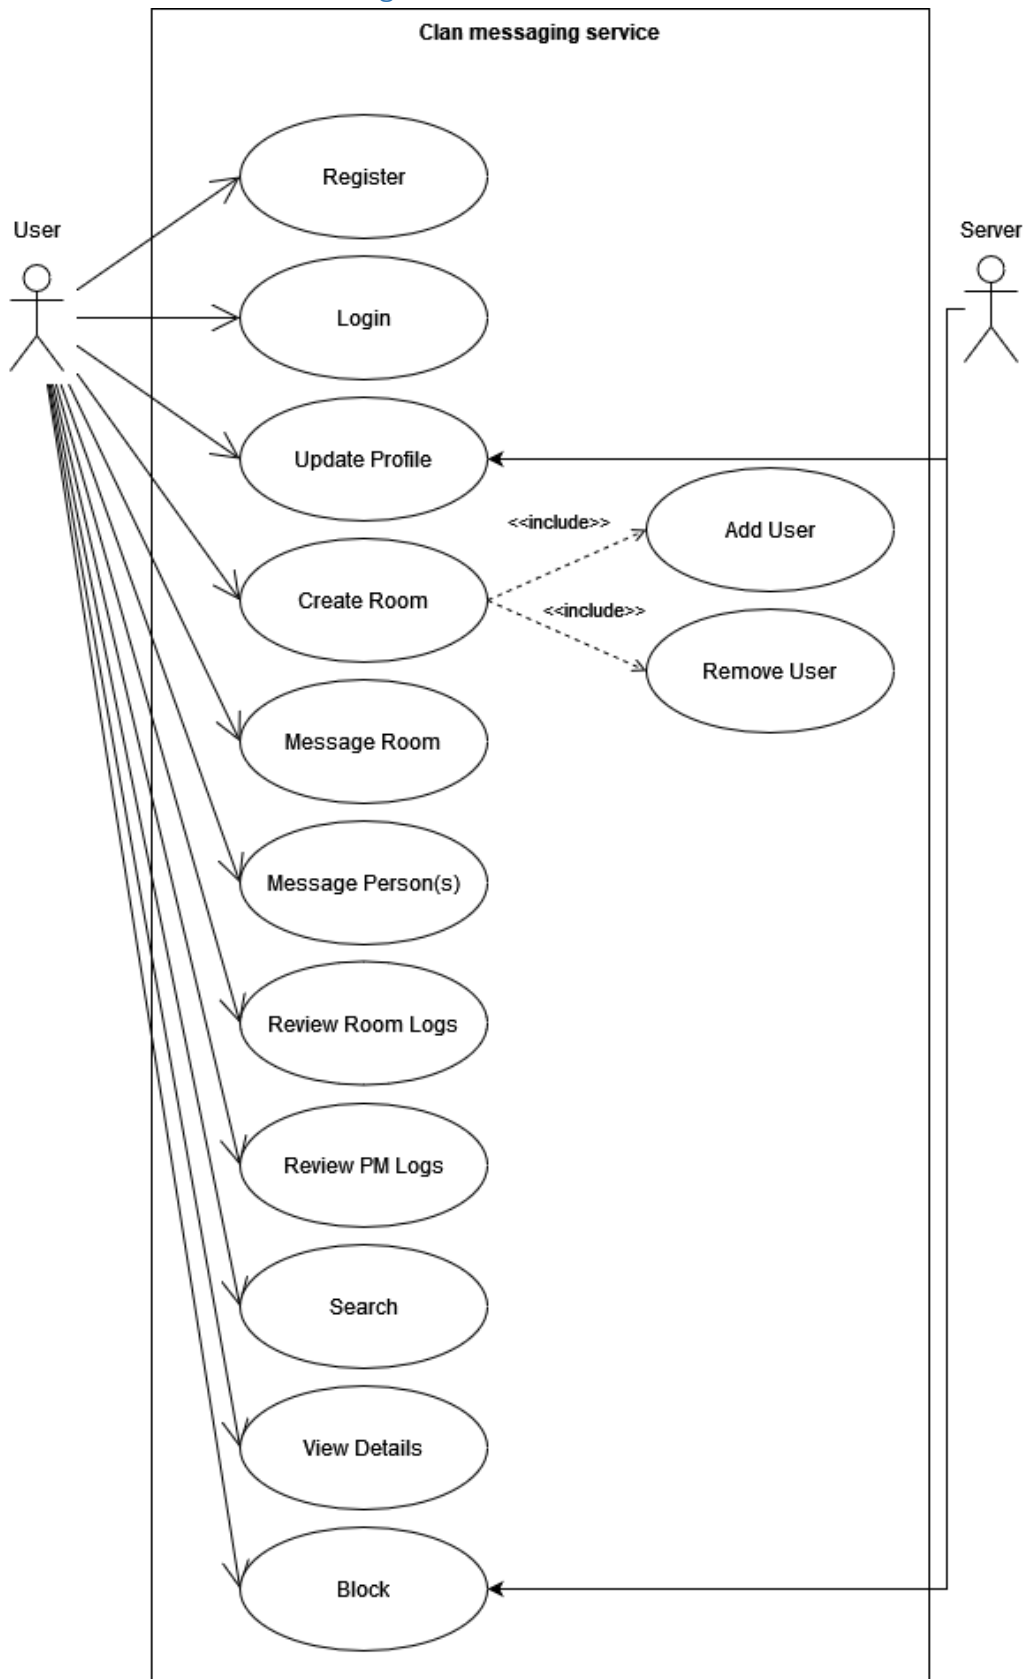 Clan messaging service
Register
User
Server
Login
Update Profile
<<include>>
Add User
Create Room
<<include>>
Remove User
Message Room
Message Person(s)
Review Room Logs
Review PM Logs
Search
View Details
Block